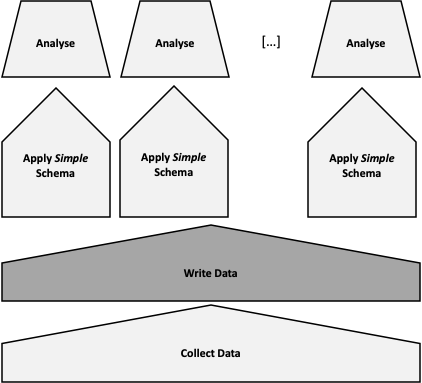 Analyse
Analyse
[...]
Analyse
Apply Simple
Schema
Apply Simple
Schema
Apply Simple
Schema
Write Data
Collect Data